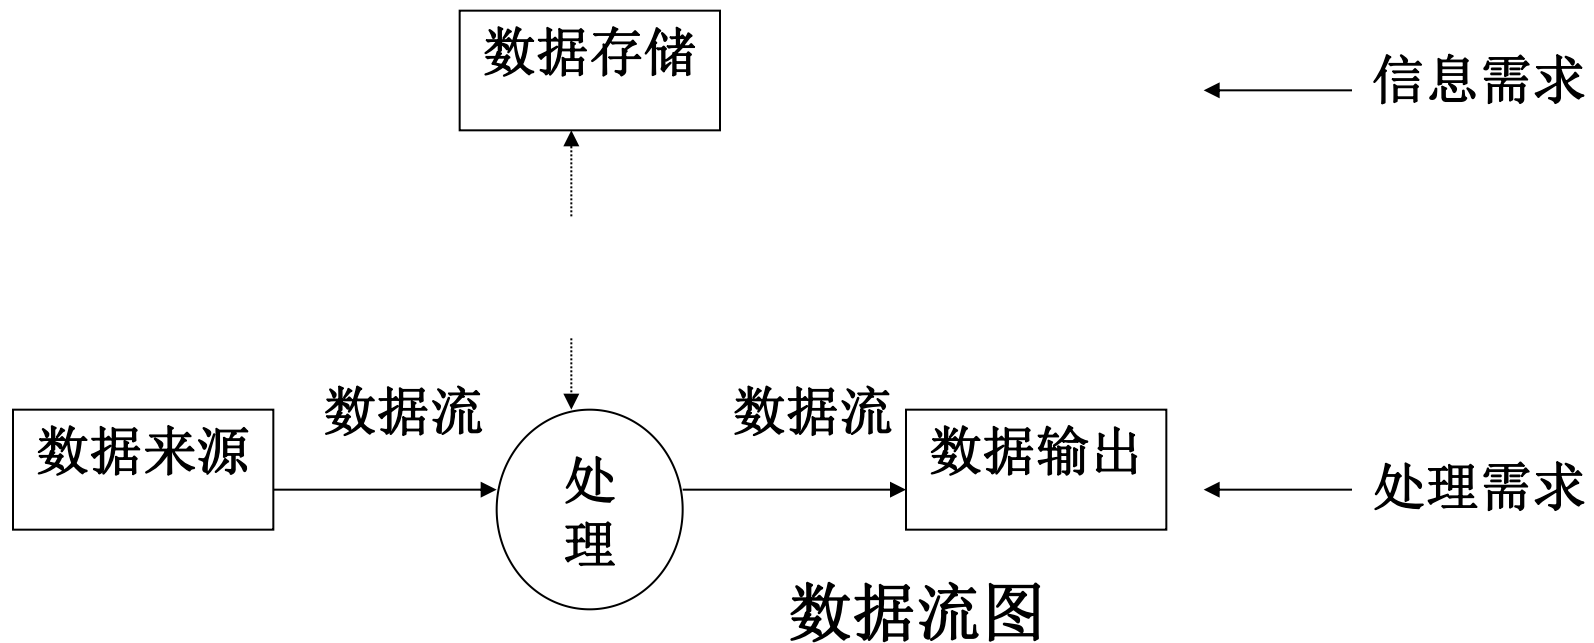 数据存储
信息需求
数据流
数据流
数据来源
处
理
数据输出
处理需求
数据流图